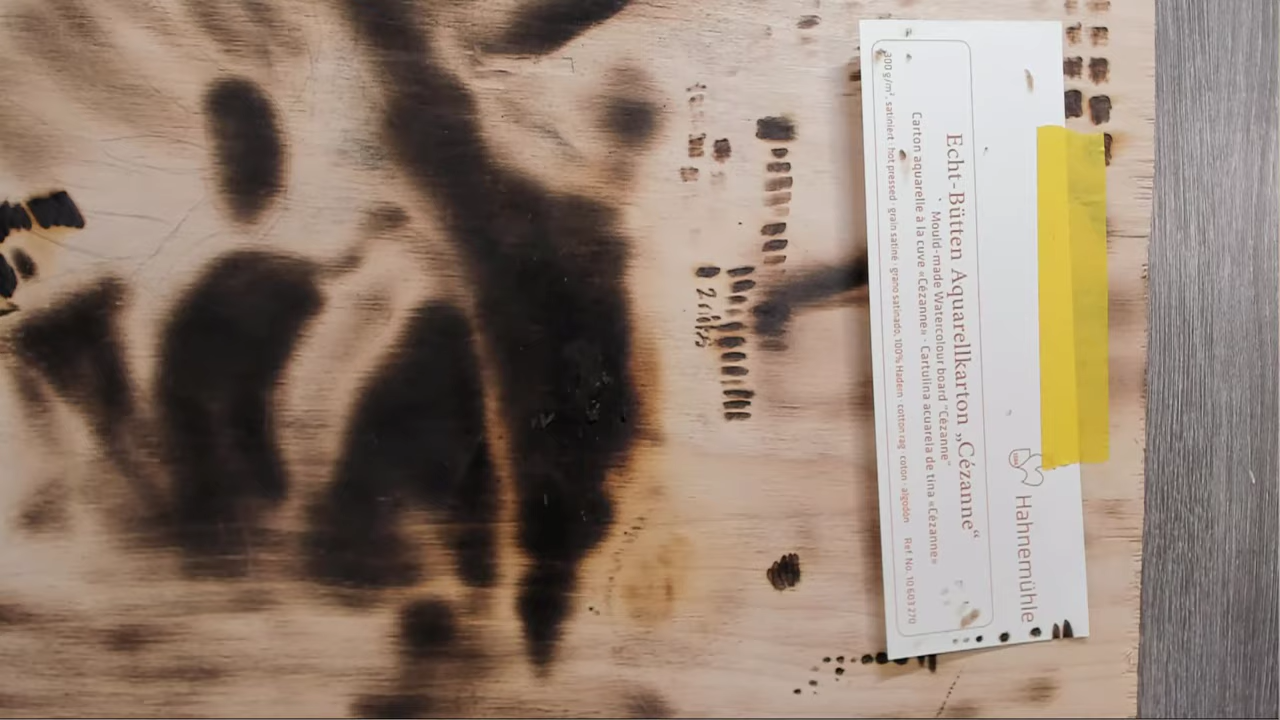 Hahnemühle
Echt-Bütten Aquarellkarton „Cézanne“
Mould-made Watercolour board "Cézanne"
Carton aquarelle à la cuve «Cézanne» · Cartulina acuarela de tina «Cézanne»
300 g/m², satiniert · hot pressed · grain satiné · grano satinado, 100% Hadern · cotton rag · coton · algodón Ref No. 10 603 270